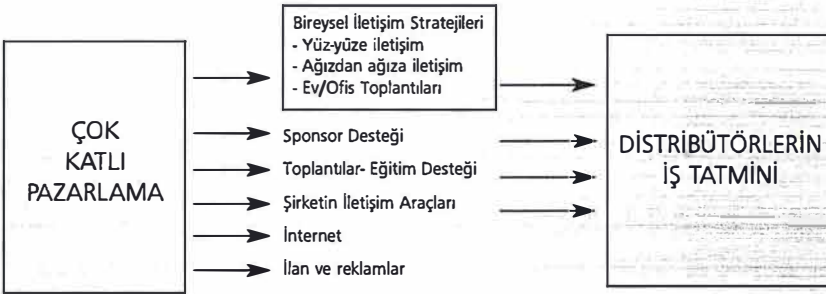 ÇOK
KATLI
PAZARLAMA
Bireysel İletişim Stratejileri
- Yüz-yüze iletişim
- Ağızdan ağıza iletişim
- Ev/Ofis Toplantıları
Sponsor Desteği
Toplantılar- Eğitim Desteği
Şirketin İletişim Araçları
İnternet
İlan ve reklamlar
DİSTRİBÜTÖRLERİN
İŞ TATMİNİ